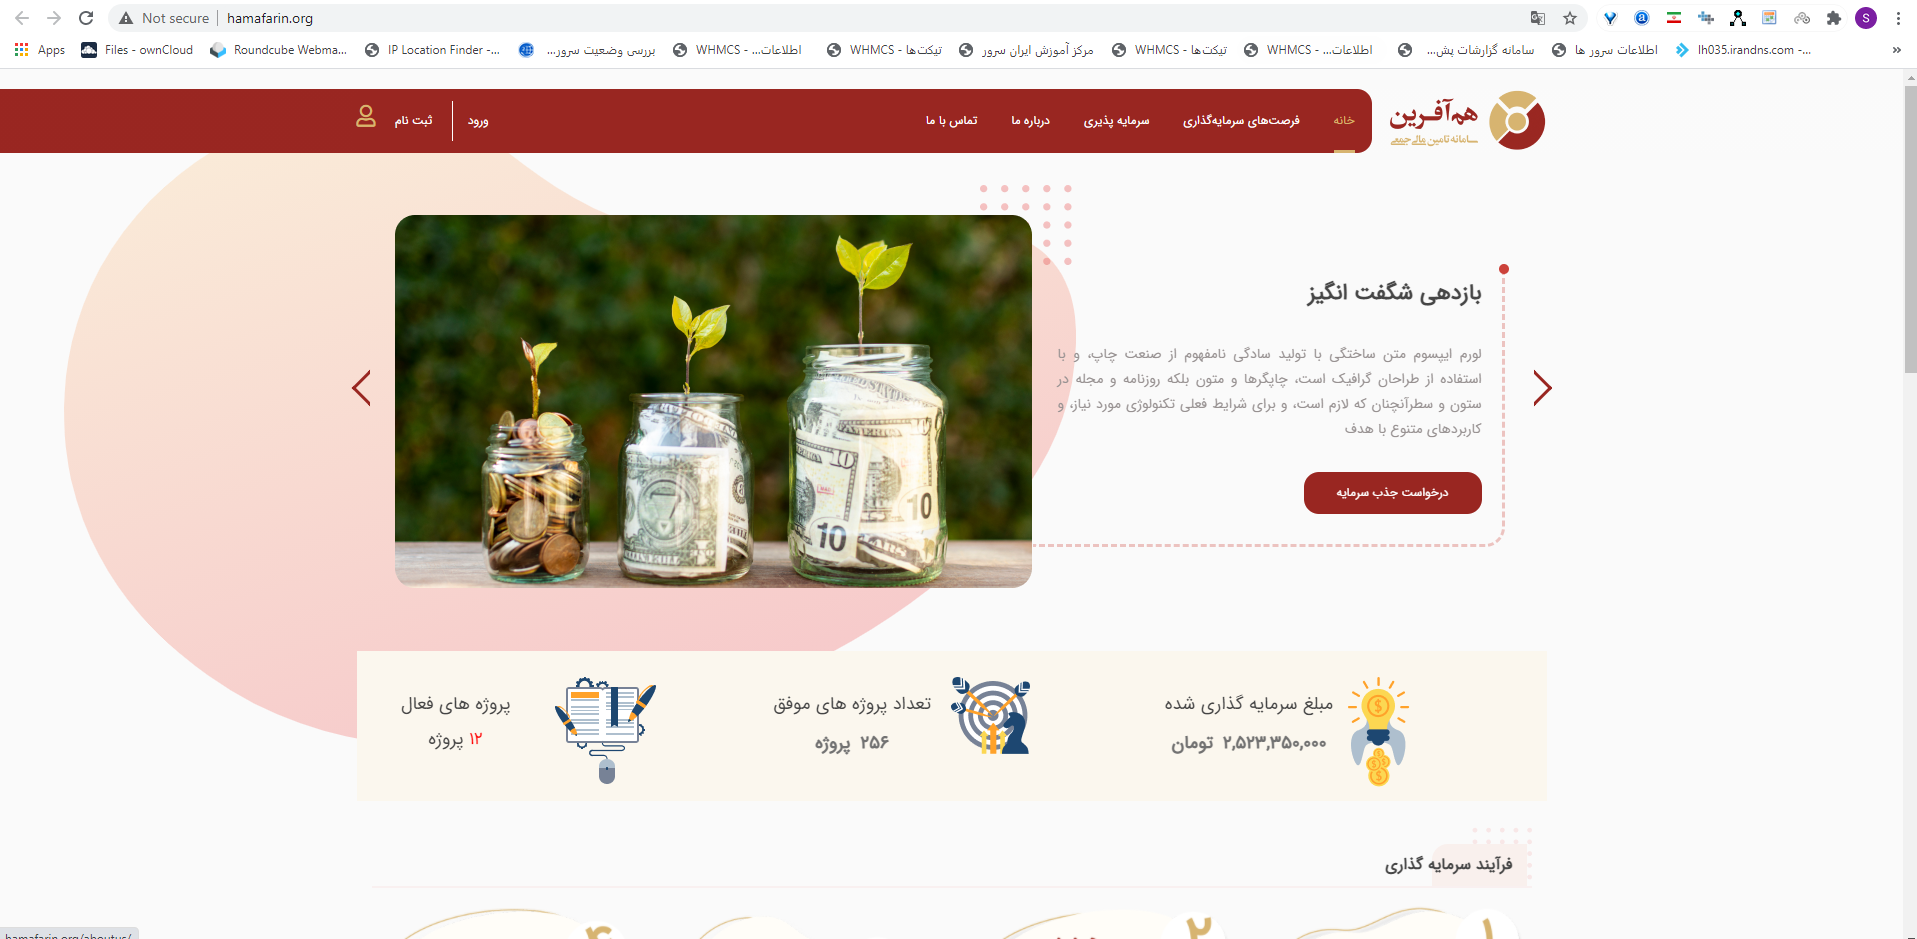 Not secure | hamafarin.org
S
Apps
Files - ownCloud
Roundcube Webma...
IP Location Finder -...
بررسی وضعیت سرور...
اطلاعات... - WHMCS
تیکت‌ها - WHMCS
مرکز آموزش ایران سرور
تیکت‌ها - WHMCS
اطلاعات... - WHMCS
سامانه گزارشات پش...
اطلاعات سرور ها
lh035.irandns.com -...
»
هم‌آفرین
سامانه تامین مالی جمعی
خانه
فرصت‌های سرمایه‌گذاری
سرمایه پذیری
درباره ما
تماس با ما
ورود
ثبت نام
بازدهی شگفت انگیز
لورم ایپسوم متن ساختگی با تولید سادگی نامفهوم از صنعت چاپ، و با
استفاده از طراحان گرافیک است، چاپگرها و متون بلکه روزنامه و مجله در
ستون و سطرآنچنان که لازم است، و برای شرایط فعلی تکنولوژی مورد نیاز، و
کاربردهای متنوع با هدف
درخواست جذب سرمایه
10
10
10
مبلغ سرمایه گذاری شده
۲,۵۲۳,۳۵۰,۰۰۰ تومان
تعداد پروژه های موفق
۲۵۶ پروژه
پروژه های فعال
۱۲ پروژه
فرآیند سرمایه گذاری
۱
۲
۴
hamafarin.org/aboutus/